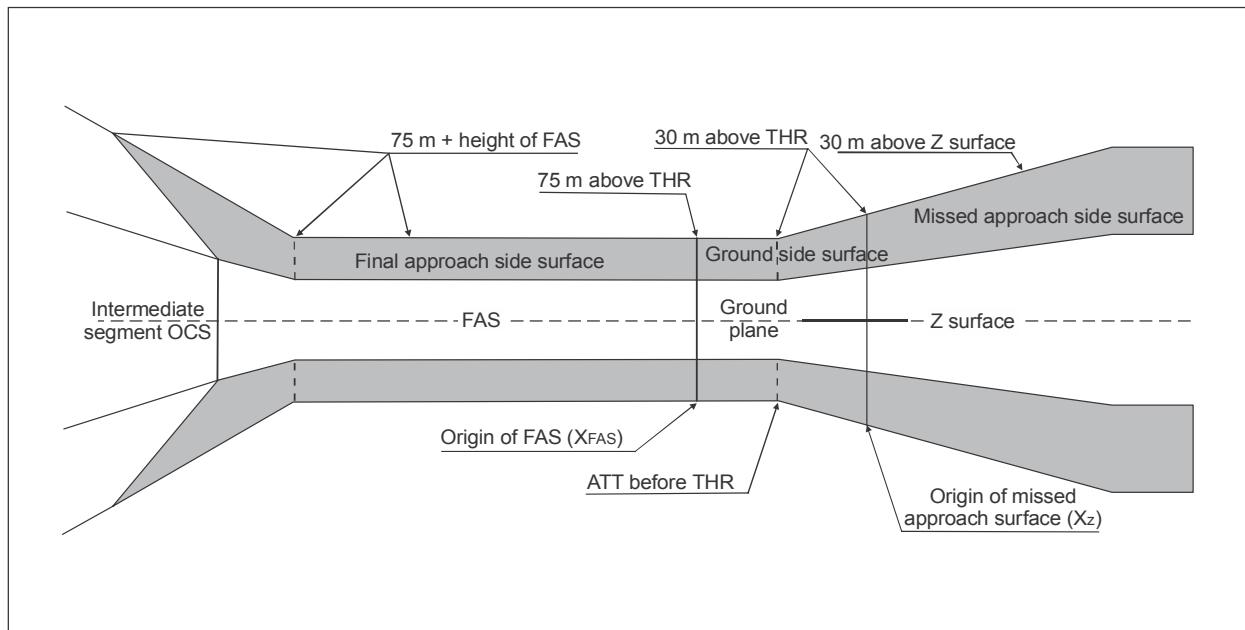 75 m + height of FAS
30 m above THR
30 m above Z surface
75 m above THR
Missed approach side surface
Final approach side surface
Ground side surface
Intermediate
segment OCS
FAS
Ground
plane
Z surface
Origin of FAS (XFAS)
ATT before THR
Origin of missed
approach surface (Xz)